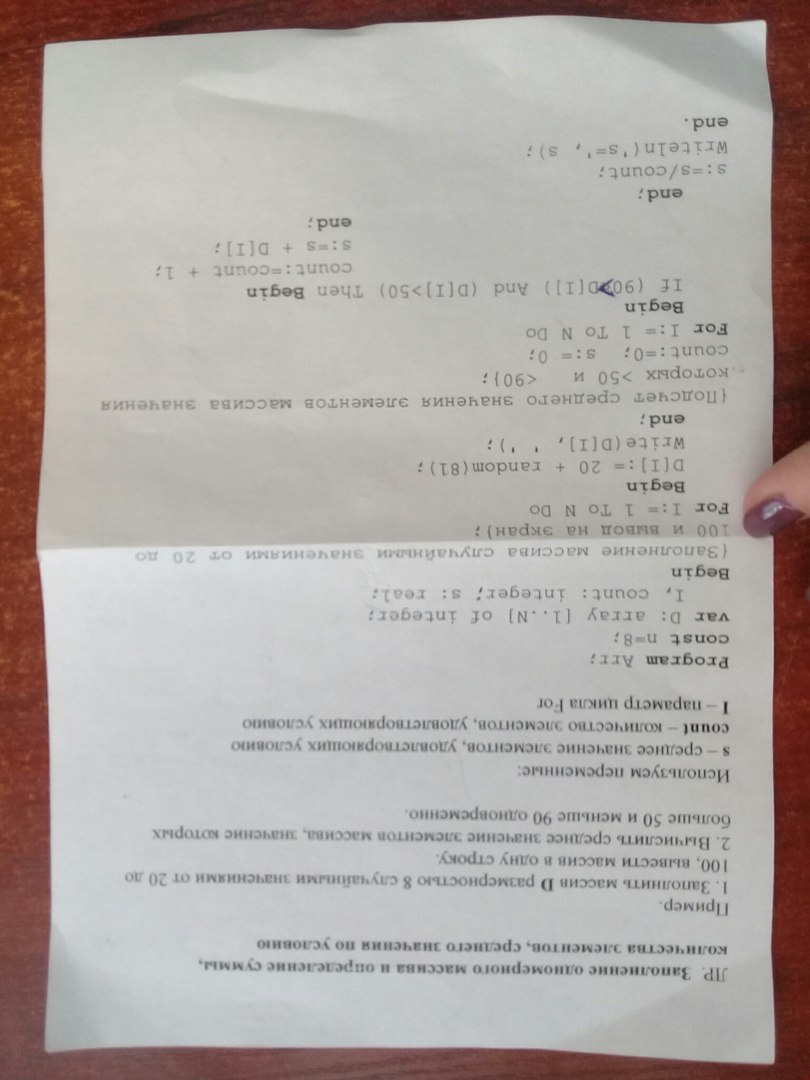 ЛР. Заполнение одномерного массива и определение суммы,
количества элементов, среднего значения по условию
Пример.
1. Заполнить массив D размерностью 8 случайными значениями от 20 до
100, вывести массив в одну строку.
2. Вычислить среднее значение элементов массива, значение которых
больше 50 и меньше 90 одновременно.
Используем переменные:
s – среднее значение элементов, удовлетворяющих условию
count – количество элементов, удовлетворяющих условию
I – параметр цикла For
Program Arr;
const n=8;
var D: array [1..N] of integer;
I, count: integer; s: real;
Begin
{Заполнение массива случайными значениями от 20 до
100 и вывод на экран};
For I:= 1 To N Do
Begin
D[I]:= 20 + random(81);
Write(D[I], ' ');
end;
{Подсчет среднего значения элементов массива значения
которых >50 и <90};
count:=0; s:= 0;
For I:= 1 To N Do
Begin
If (90>D[I]) And (D[I]>50) Then Begin
count:=count + 1;
s:=s + D[I];
end;
end;
s:=s/count;
Writeln('s=', s);
end.